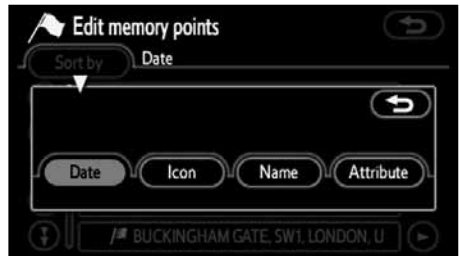 Edit memory points
Sort by Date
Date Icon Name Attribute
BUCKINGHAM GATE, SW1, LONDON, U